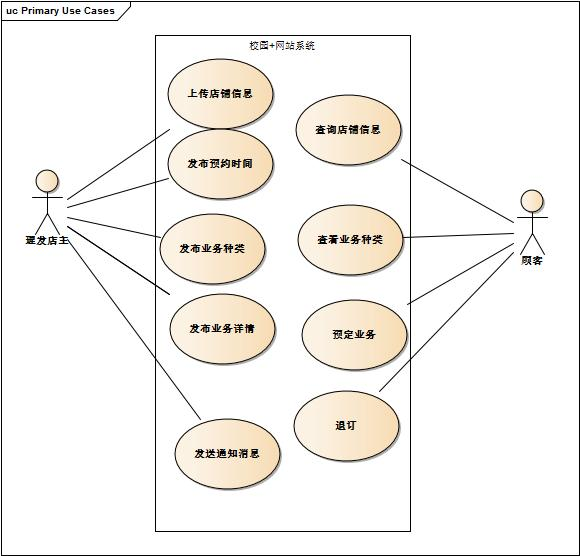 uc Primary Use Cases
校园+网站系统
上传店铺信息
查询店铺信息
发布预约时间
理发店主
顾客
发布业务种类
查看业务种类
发布业务详情
预定业务
退订
发送通知消息